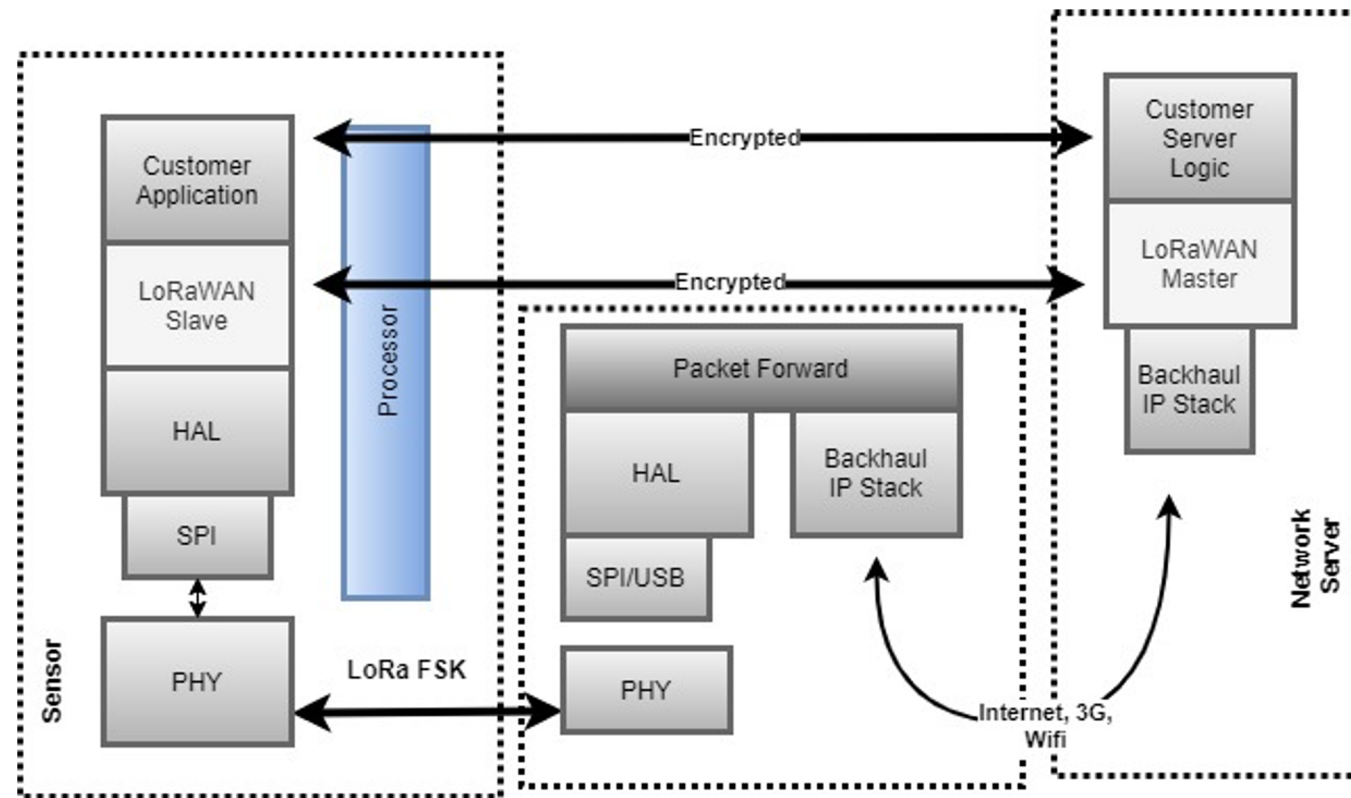 Customer
Application
LoRaWAN
Slave
HAL
SPI
PHY
Sensor
Processor
LoRa FSK
Encrypted
Encrypted
Packet Forward
HAL
Backhaul
IP Stack
SPI/USB
PHY
Internet, 3G,
Wifi
Customer
Server
Logic
LoRaWAN
Master
Backhaul
IP Stack
Network
Server